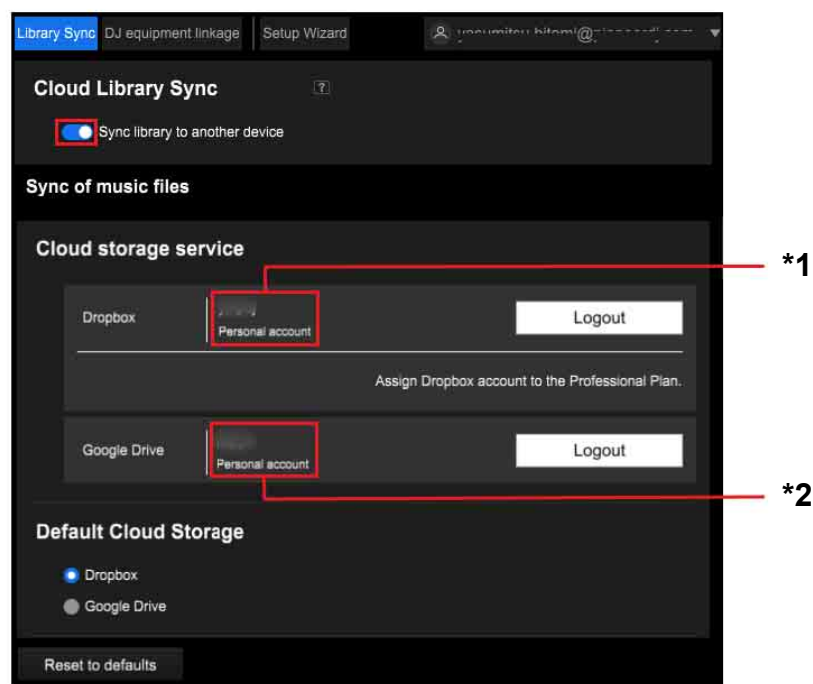 Library Sync DJ equipment linkage Setup Wizard
Cloud Library Sync ?
Sync library to another device
Sync of music files
Cloud storage service
*1
Dropbox Personal account Logout
Assign Dropbox account to the Professional Plan.
Google Drive Personal account Logout
*2
Default Cloud Storage
Dropbox
Google Drive
Reset to defaults